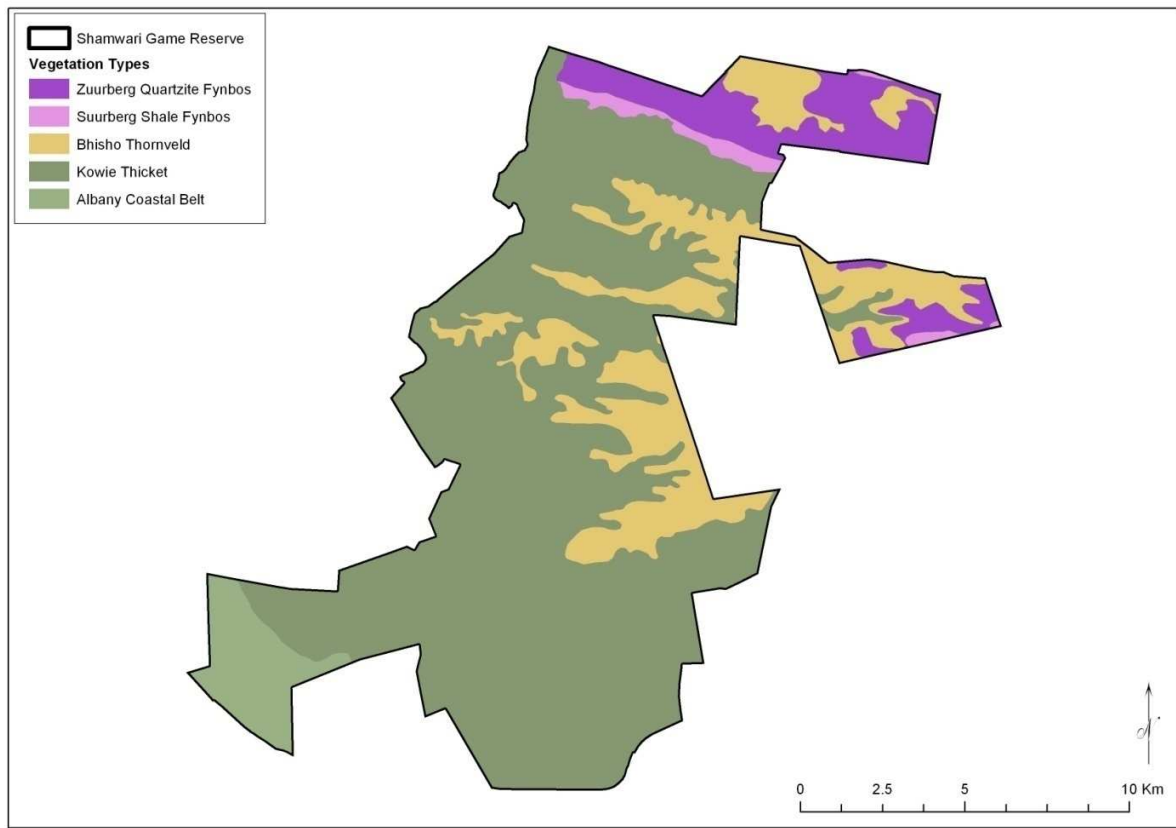 Shamwari Game Reserve
Vegetation Types
Zuurberg Quartzite Fynbos
Suurberg Shale Fynbos
Bhisho Thornveld
Kowie Thicket
Albany Coastal Belt
N
0 2.5 5 10 Km